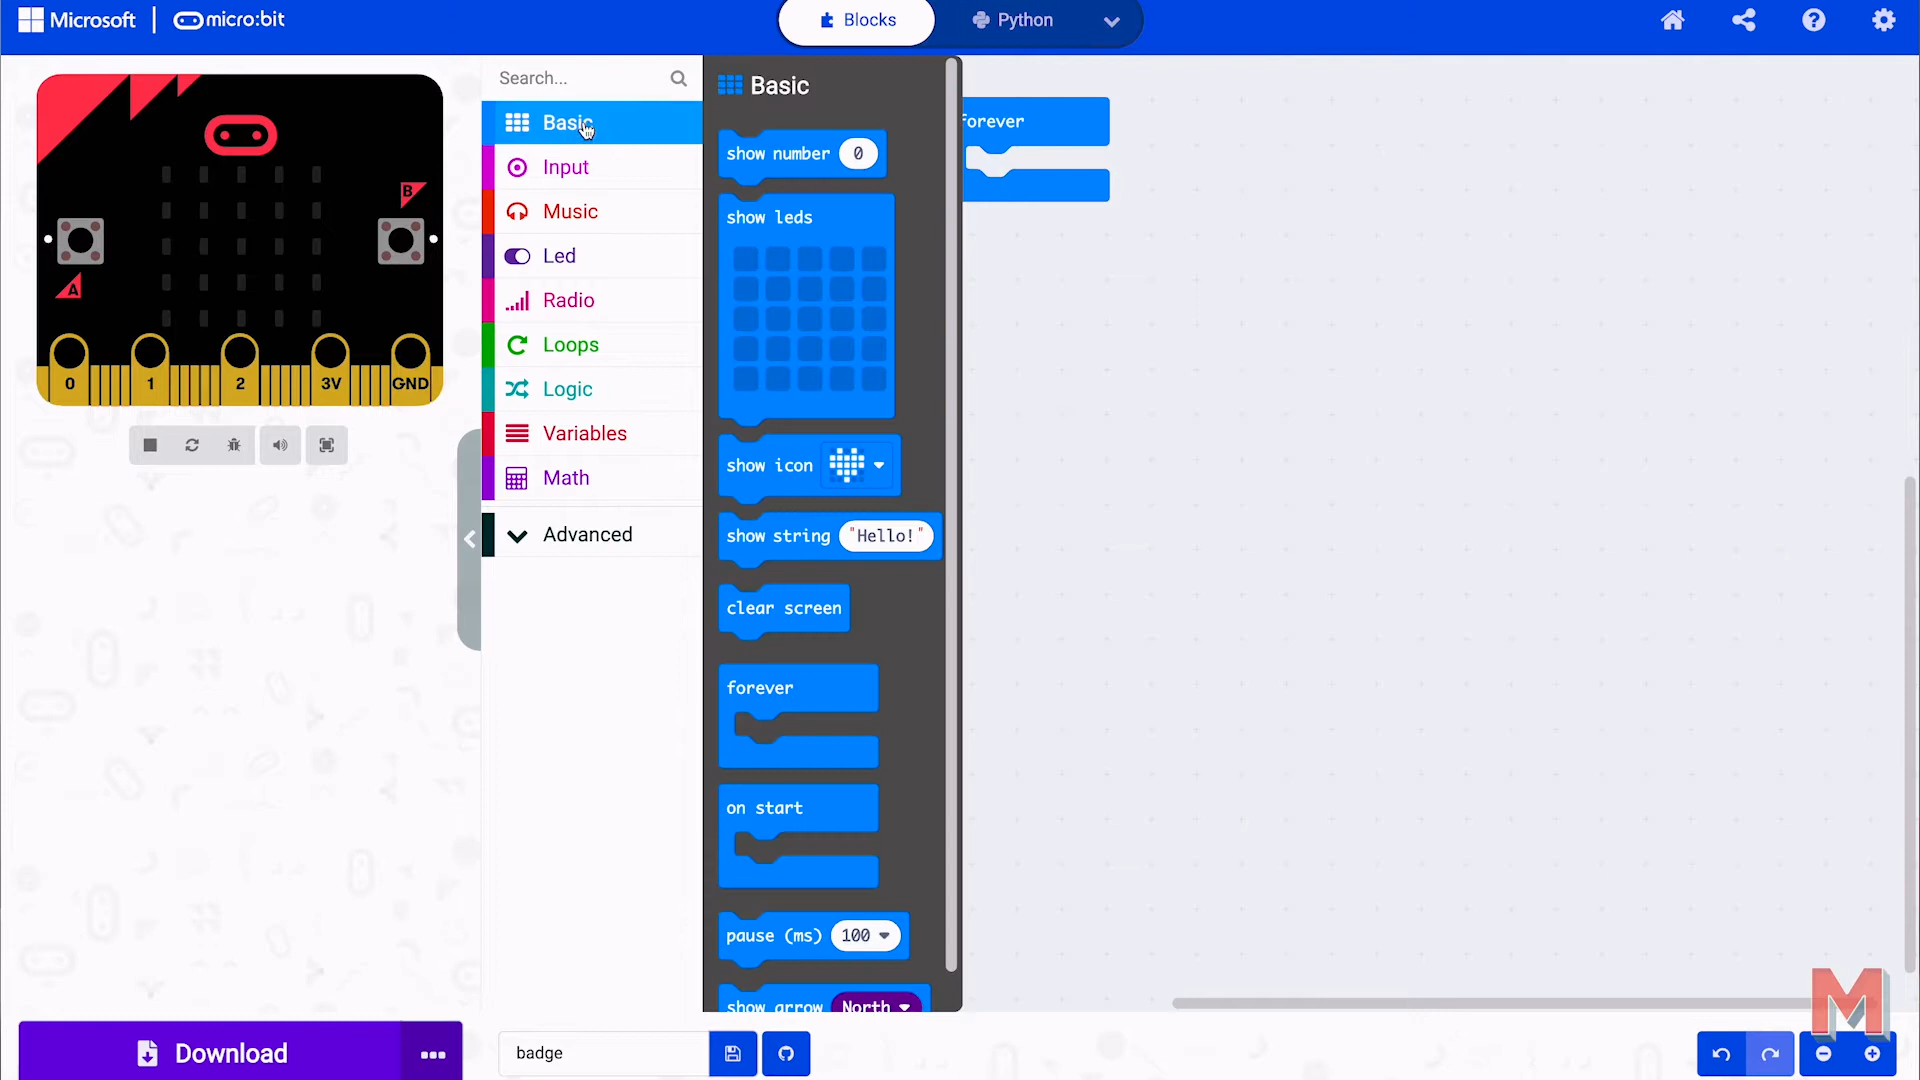 Microsoft
micro:bit
Blocks
Python
B
A
0 1 2 3V GND
Search...
Basic
Input
Music
Led
Radio
Loops
Logic
Variables
Math
Advanced
Basic
show number 0
show leds
show icon
show string "Hello!"
clear screen
forever
on start
pause (ms) 100
show arrow North
forever
Download
badge
M